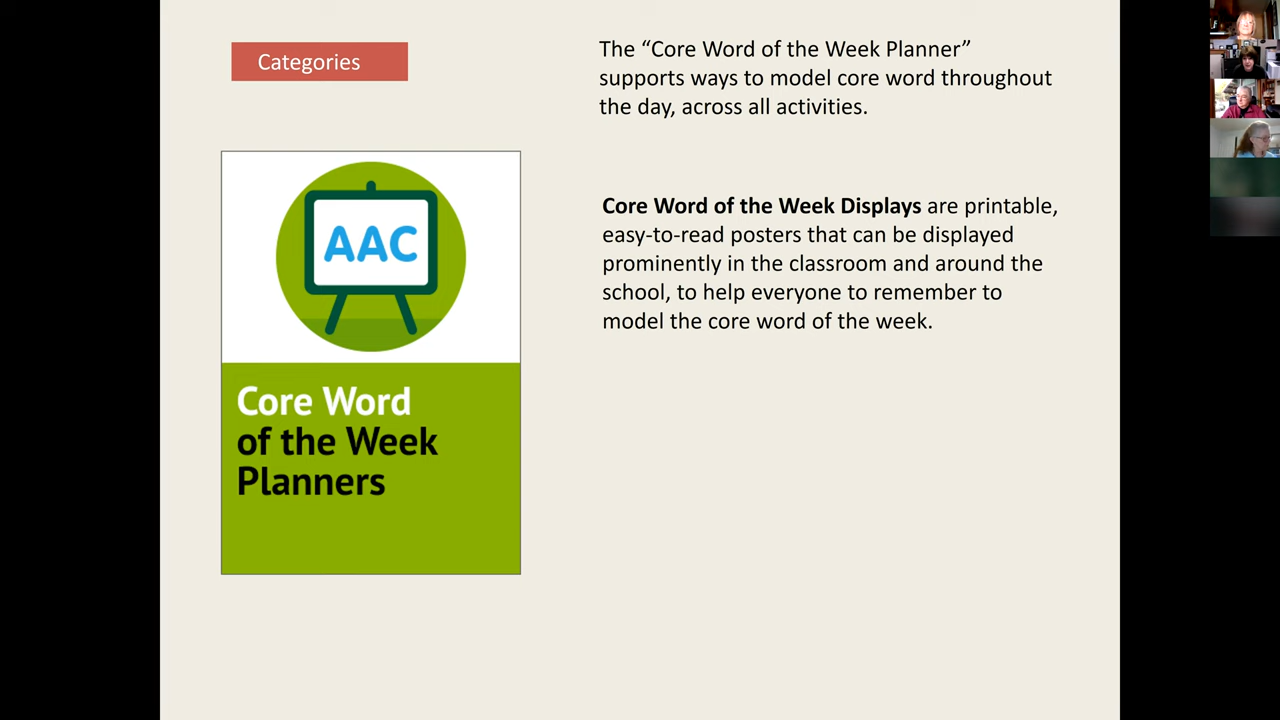 Categories
The “Core Word of the Week Planner”
supports ways to model core word throughout
the day, across all activities.
AAC
Core Word
of the Week
Planners
Core Word of the Week Displays are printable,
easy-to-read posters that can be displayed
prominently in the classroom and around the
school, to help everyone to remember to
model the core word of the week.